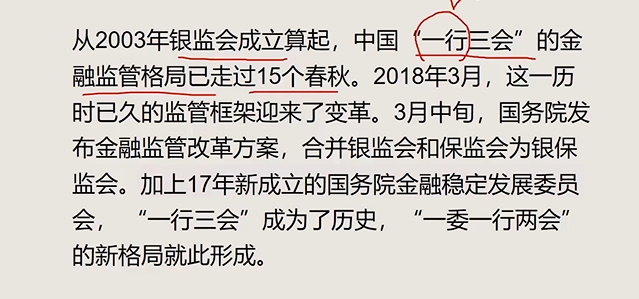 从2003年银监会成立算起，中国“一行三会”的金
融监管格局已走过15个春秋。2018年3月，这一历
时已久的监管框架迎来了变革。3月中旬，国务院发
布金融监管改革方案，合并银监会和保监会为银保
监会。加上17年新成立的国务院金融稳定发展委员
会，“一行三会”成为了历史，“一委一行两会”
的新格局就此形成。